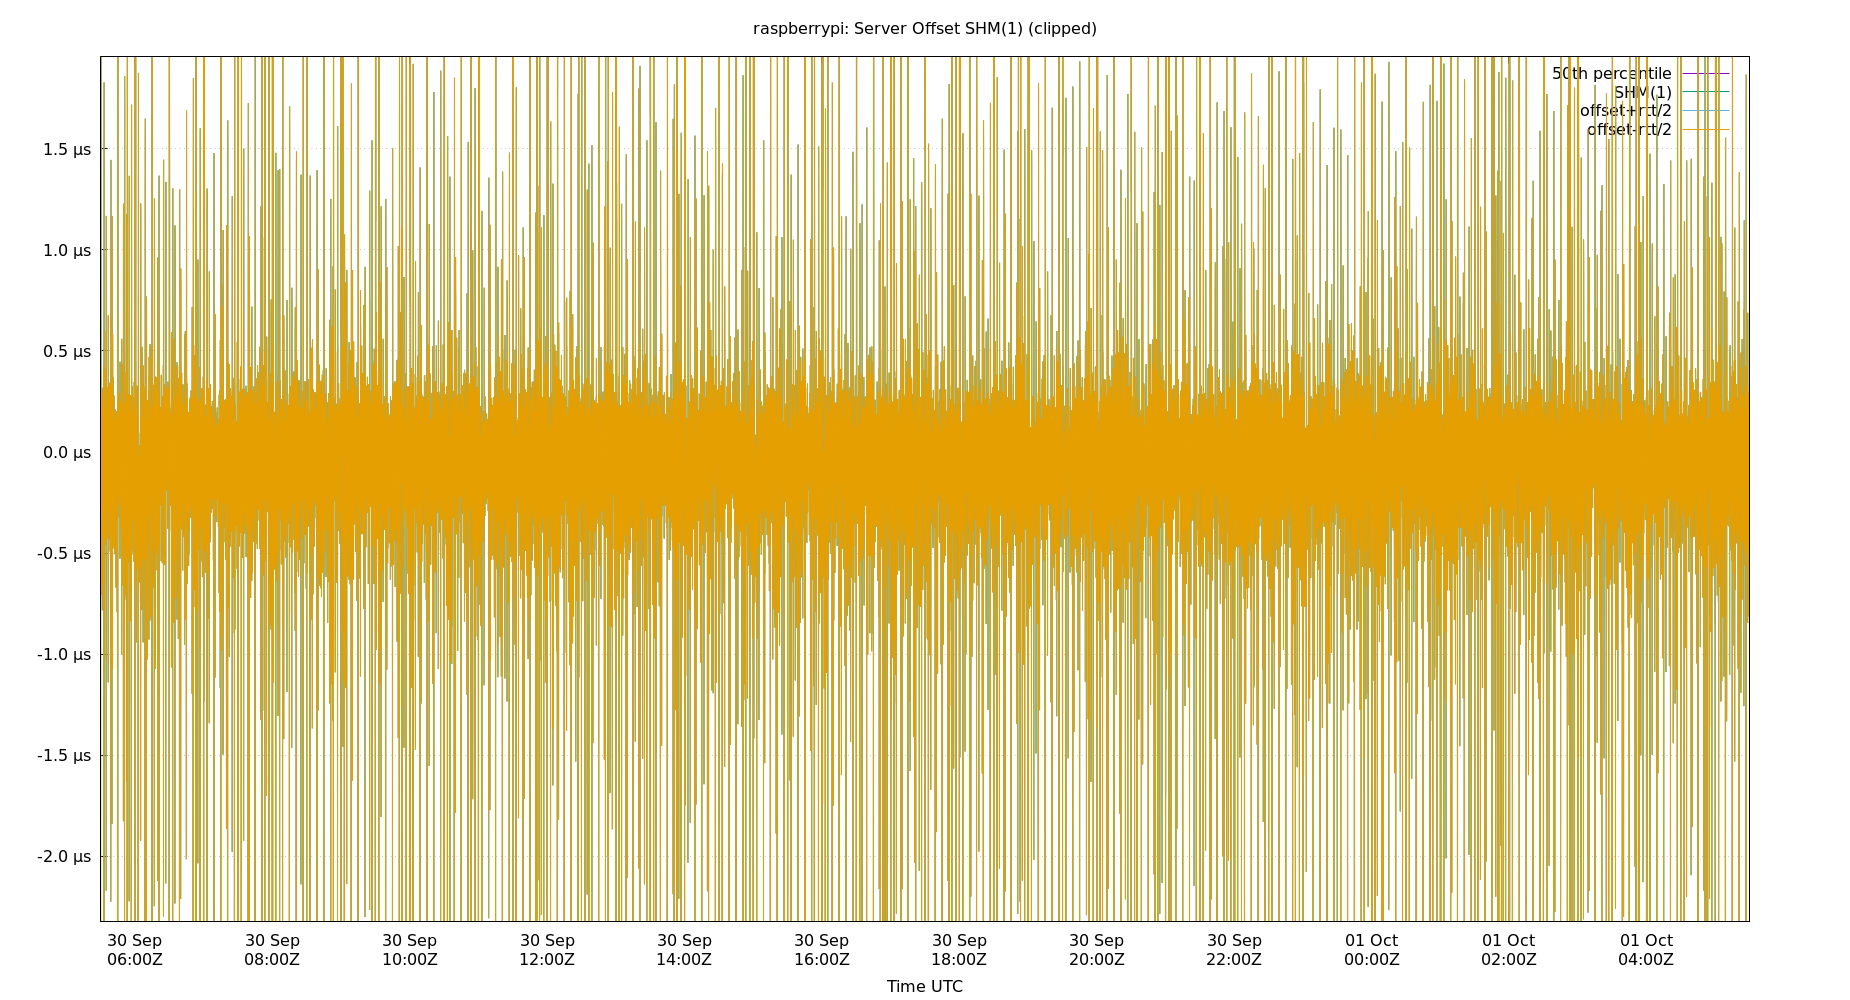 raspberrypi: Server Offset SHM(1) (clipped)
50th percentile
SHM(1)
offset+rtt/2
offset-rtt/2
1.5 µs
1.0 µs
0.5 µs
0.0 µs
-0.5 µs
-1.0 µs
-1.5 µs
-2.0 µs
30 Sep 30 Sep 30 Sep 30 Sep 30 Sep 30 Sep 30 Sep 30 Sep 30 Sep 01 Oct 01 Oct 01 Oct
06:00Z 08:00Z 10:00Z 12:00Z 14:00Z 16:00Z 18:00Z 20:00Z 22:00Z 00:00Z 02:00Z 04:00Z
Time UTC